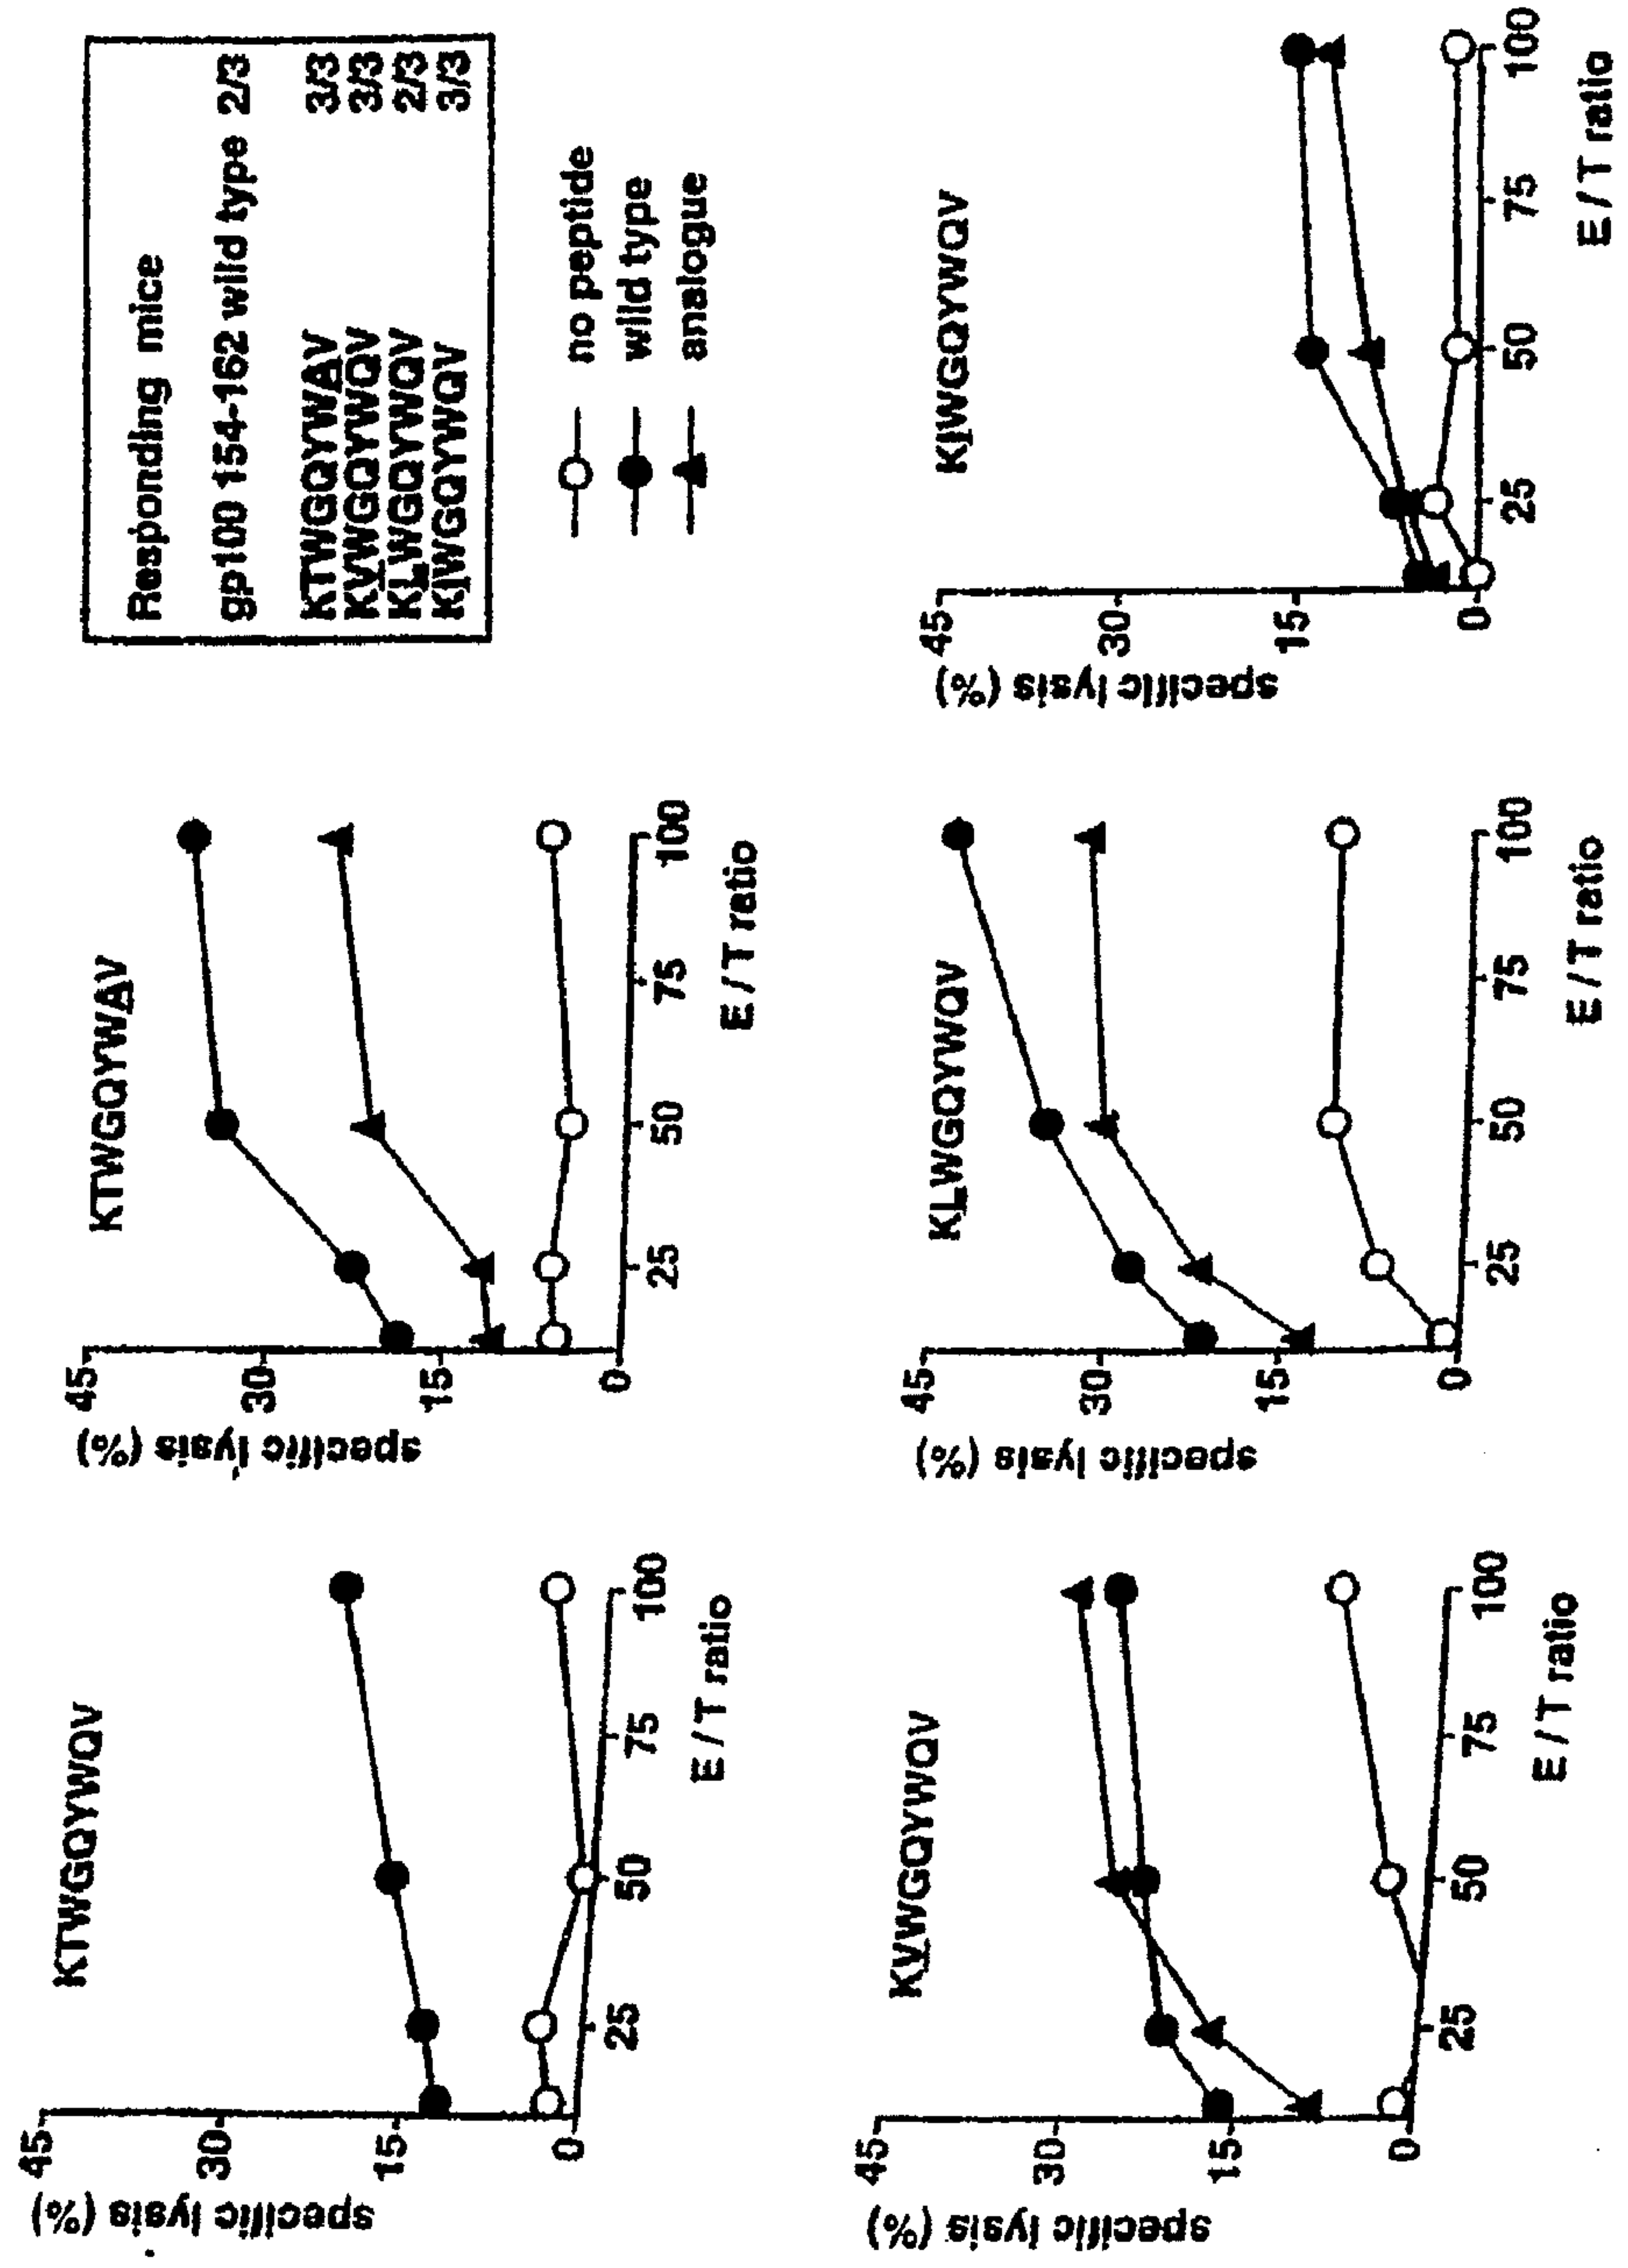 KTWGQYWQV
specific lysis (%)
45
30
15
0
25
50
75
100
E / T ratio
KTWGQYWAV
specific lysis (%)
45
30
15
0
25
50
75
100
E / T ratio
Responding mice
gp100 154-162 wild type 2/3
KTWGQYWAV 3/3
KVWGQYWQV 3/3
KLWGQYWQV 2/3
KIWGQYWQV 3/3
no peptide
wild type
analogue
KVWGQYWQV
specific lysis (%)
45
30
15
0
25
50
75
100
E / T ratio
KLWGQYWQV
specific lysis (%)
45
30
15
0
25
50
75
100
E / T ratio
KIWGQYWQV
specific lysis (%)
45
30
15
0
25
50
75
100
E / T ratio